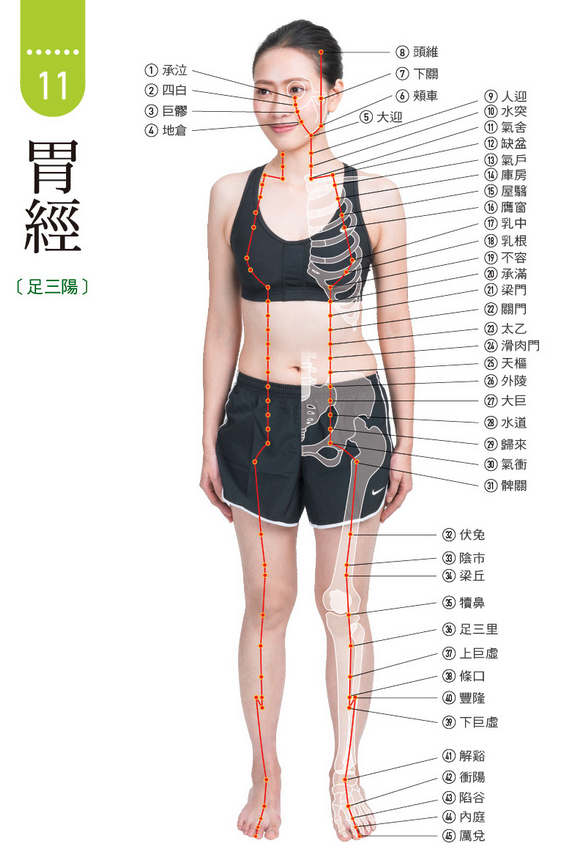 11
胃經
〔足三陽〕
① 承泣
② 四白
③ 巨髎
④ 地倉
⑧ 頭維
⑦ 下關
⑥ 頰車
⑤ 大迎
⑨ 人迎
⑩ 水突
⑪ 氣舍
⑫ 缺盆
⑬ 氣戶
⑭ 庫房
⑮ 屋翳
⑯ 膺窗
⑰ 乳中
⑱ 乳根
⑲ 不容
⑳ 承滿
㉑ 梁門
㉒ 關門
㉓ 太乙
㉔ 滑肉門
㉕ 天樞
㉖ 外陵
㉗ 大巨
㉘ 水道
㉙ 歸來
㉚ 氣衝
㉛ 髀關
㉜ 伏兔
㉝ 陰市
㉞ 梁丘
㉟ 犢鼻
㊱ 足三里
㊲ 上巨虛
㊳ 條口
㊵ 豐隆
㊴ 下巨虛
㊶ 解谿
㊷ 衝陽
㊸ 陷谷
㊹ 內庭
㊺ 厲兌